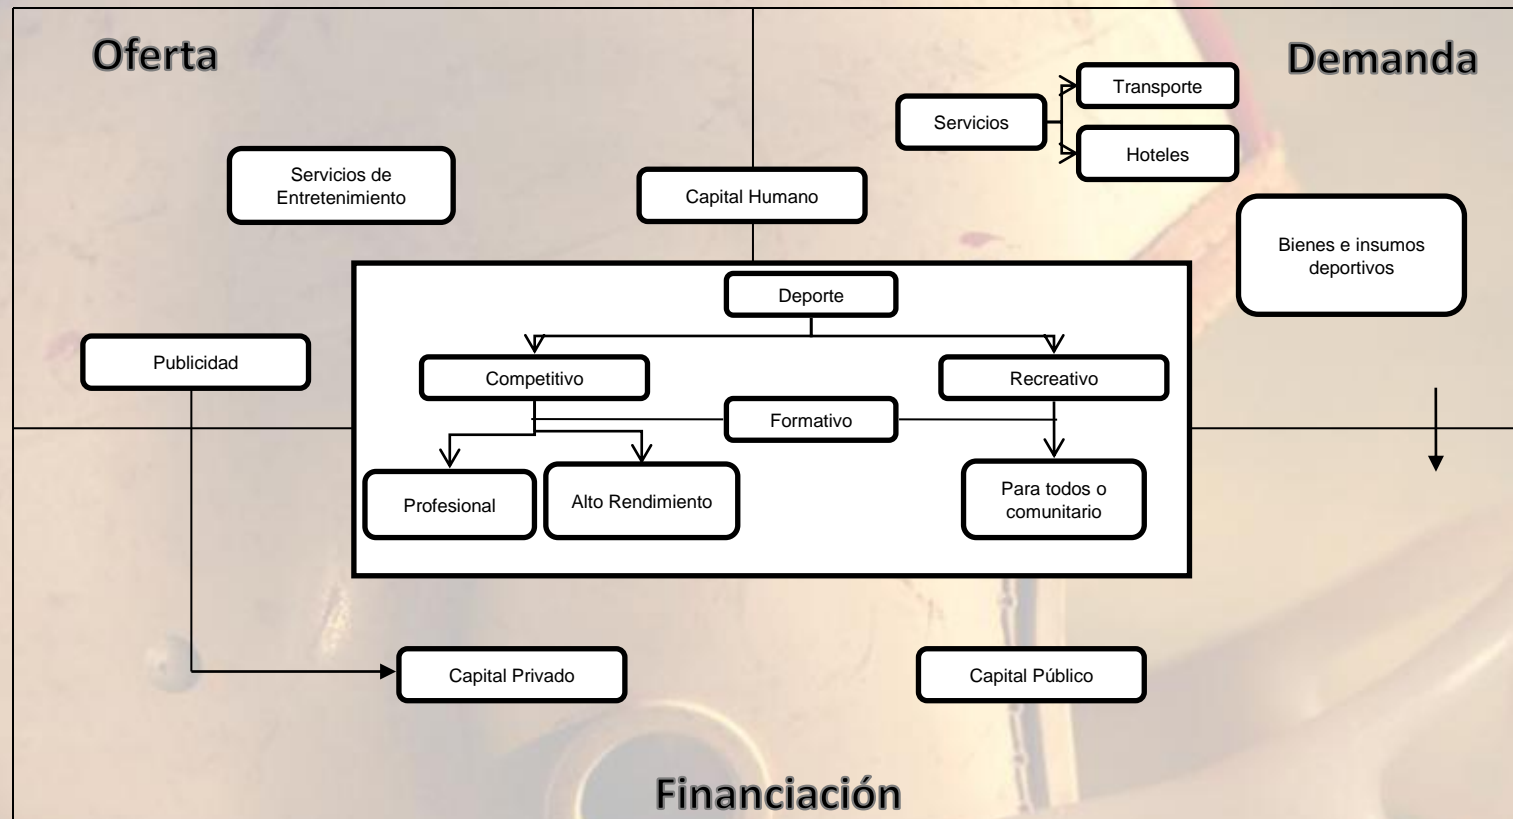 Oferta
Demanda
Transporte
Servicios
Hoteles
Servicios de
Entretenimiento
Capital Humano
Bienes e insumos
deportivos
Deporte
Publicidad
Competitivo
Recreativo
Formativo
Profesional
Alto Rendimiento
Para todos o
comunitario
Capital Privado
Capital Público
Financiación